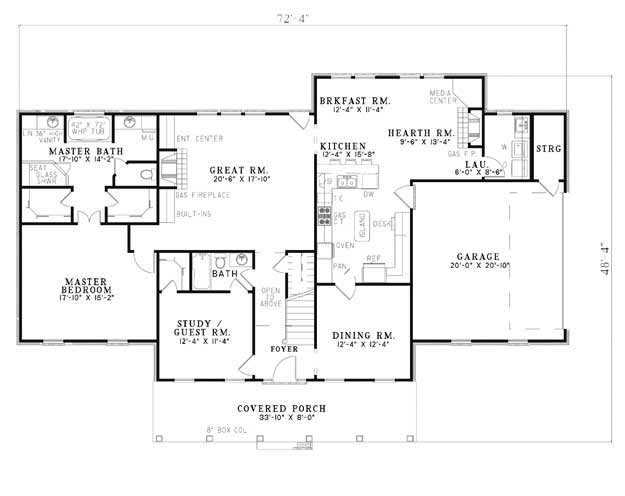 72'-4"
BRKFAST RM.
12'-4" X 11'-4"
MEDIA
CENTER
LIN 36" HIGH
VANITY
42" X 72"
WHP TUB
M.U.
ENT CENTER
HEARTH RM.
9'-6" X 13'-4"
GAS F.P.
MASTER BATH
17'-10" X 14'-2"
KITCHEN
12'-4" X 15'-8"
W
D
STRG
LAU.
6'-0" X 8'-6"
SEAT
GLASS
SHWR
GREAT RM.
20'-6" X 17'-10"
GAS FIREPLACE
BUILT-INS
DW
T.C.
GAS
C.T.
ISLAND
DESK
OVEN
PAN
REF
GARAGE
20'-0" X 20'-10"
48'-4"
BATH
MASTER
BEDROOM
17'-10" X 15'-2"
OPEN
TO
ABOVE
STUDY /
GUEST RM.
12'-4" X 11'-4"
DINING RM.
12'-4" X 12'-4"
FOYER
COVERED PORCH
33'-10" X 8'-0"
8" BOX COL